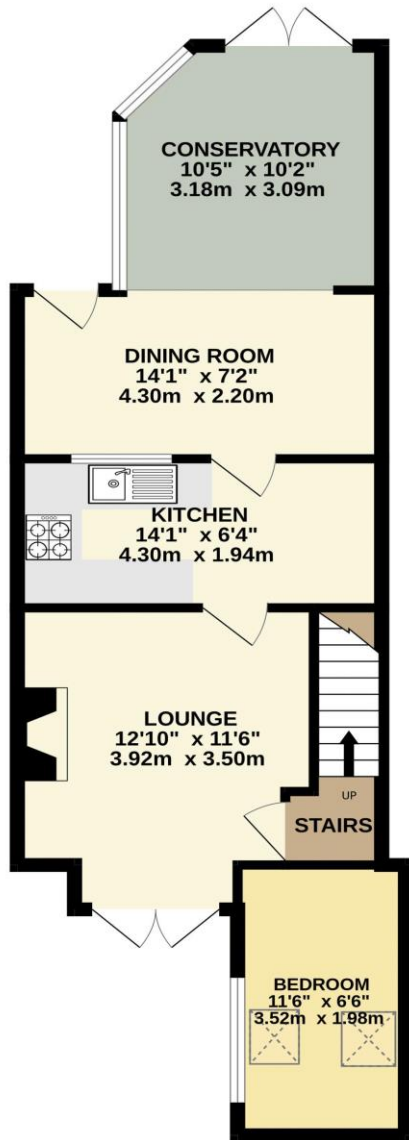 CONSERVATORY
10'5" x 10'2"
3.18m x 3.09m
DINING ROOM
14'1" x 7'2"
4.30m x 2.20m
KITCHEN
14'1" x 6'4"
4.30m x 1.94m
LOUNGE
12'10" x 11'6"
3.92m x 3.50m
UP
STAIRS
BEDROOM
11'6" x 6'6"
3.52m x 1.98m